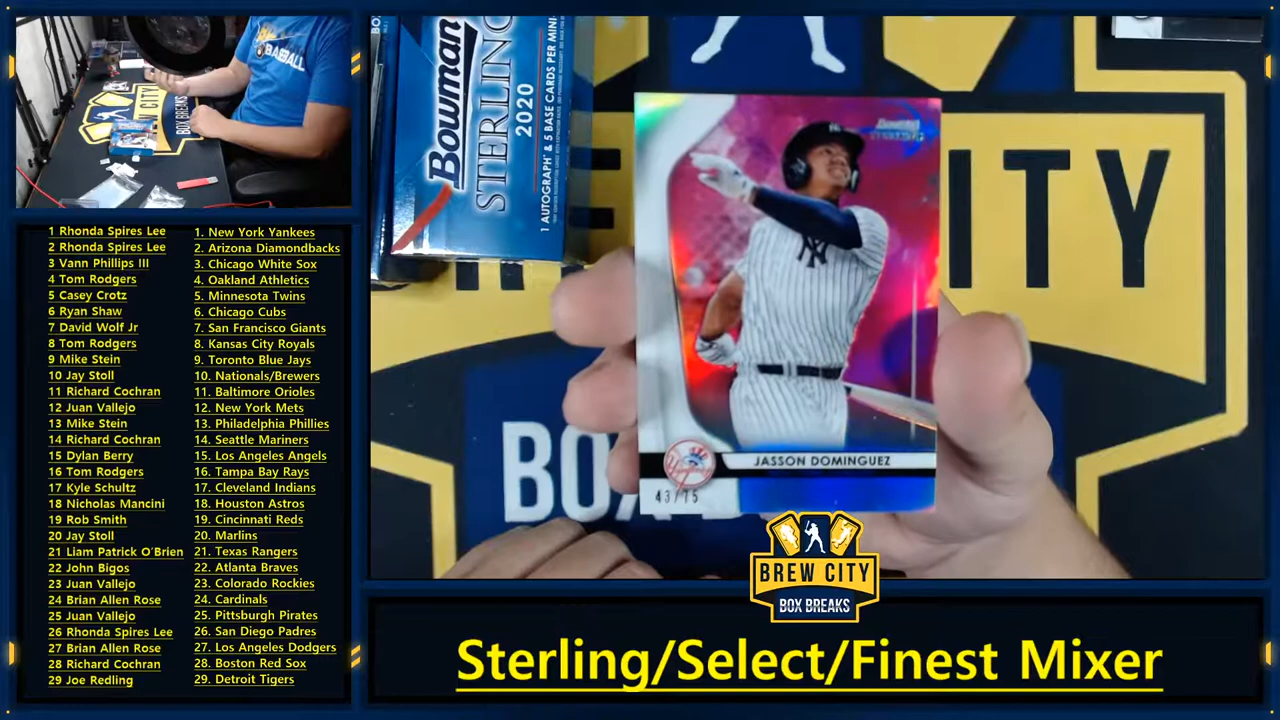 BASEBALL
BREW CITY
BOX BREAKS
Bowman
STERLING
2020
1 AUTOGRAPH & 5 BASE CARDS PER MINI
Bowman
STERLING
NY
JASSON DOMINGUEZ
43/75
CITY
BOX
BREW CITY
BOX BREAKS
Sterling/Select/Finest Mixer
1 Rhonda Spires Lee
2 Rhonda Spires Lee
3 Vann Phillips III
4 Tom Rodgers
5 Casey Crotz
6 Ryan Shaw
7 David Wolf Jr
8 Tom Rodgers
9 Mike Stein
10 Jay Stoll
11 Richard Cochran
12 Juan Vallejo
13 Mike Stein
14 Richard Cochran
15 Dylan Berry
16 Tom Rodgers
17 Kyle Schultz
18 Nicholas Mancini
19 Rob Smith
20 Jay Stoll
21 Liam Patrick O'Brien
22 John Bigos
23 Juan Vallejo
24 Brian Allen Rose
25 Juan Vallejo
26 Rhonda Spires Lee
27 Brian Allen Rose
28 Richard Cochran
29 Joe Redling
1. New York Yankees
2. Arizona Diamondbacks
3. Chicago White Sox
4. Oakland Athletics
5. Minnesota Twins
6. Chicago Cubs
7. San Francisco Giants
8. Kansas City Royals
9. Toronto Blue Jays
10. Nationals/Brewers
11. Baltimore Orioles
12. New York Mets
13. Philadelphia Phillies
14. Seattle Mariners
15. Los Angeles Angels
16. Tampa Bay Rays
17. Cleveland Indians
18. Houston Astros
19. Cincinnati Reds
20. Marlins
21. Texas Rangers
22. Atlanta Braves
23. Colorado Rockies
24. Cardinals
25. Pittsburgh Pirates
26. San Diego Padres
27. Los Angeles Dodgers
28. Boston Red Sox
29. Detroit Tigers